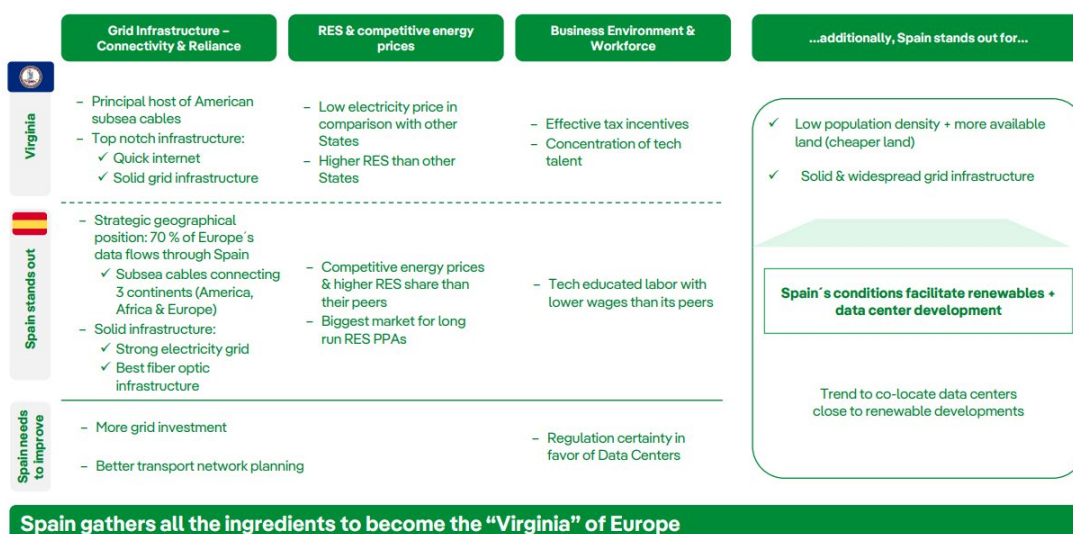 Grid Infrastructure –
Connectivity & Reliance
RES & competitive energy
prices
Business Environment &
Workforce
...additionally, Spain stands out for...
Virginia
– Principal host of American
subsea cables
– Top notch infrastructure:
✓ Quick internet
✓ Solid grid infrastructure
– Low electricity price in
comparison with other
States
– Higher RES than other
States
– Effective tax incentives
– Concentration of tech
talent
✓ Low population density + more available
land (cheaper land)
✓ Solid & widespread grid infrastructure
Spain stands out
– Strategic geographical
position: 70 % of Europe´s
data flows through Spain
✓ Subsea cables connecting
3 continents (America,
Africa & Europe)
– Solid infrastructure:
✓ Strong electricity grid
✓ Best fiber optic
infrastructure
– Competitive energy prices
& higher RES share than
their peers
– Biggest market for long
run RES PPAs
– Tech educated labor with
lower wages than its peers
Spain´s conditions facilitate renewables +
data center development
Trend to co-locate data centers
close to renewable developments
Spain needs
to improve
– More grid investment
– Better transport network planning
– Regulation certainty in
favor of Data Centers
Spain gathers all the ingredients to become the “Virginia” of Europe